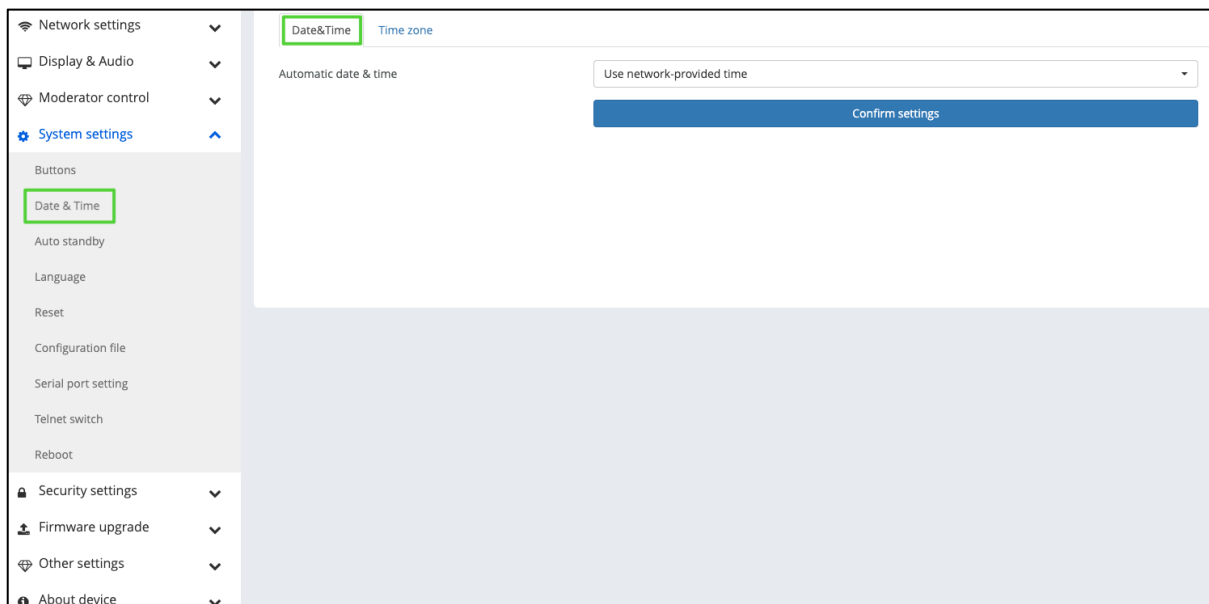 Network settings
Display & Audio
Moderator control
System settings
Buttons
Date & Time
Auto standby
Language
Reset
Configuration file
Serial port setting
Telnet switch
Reboot
Security settings
Firmware upgrade
Other settings
About device
Date&Time Time zone
Automatic date & time Use network-provided time
Confirm settings